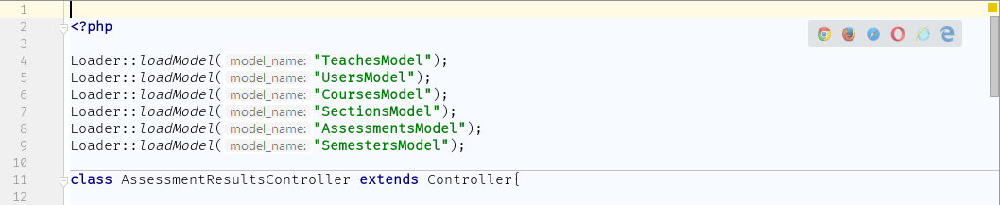 1
2 <?php
3
4 Loader::loadModel( model_name: "TeachesModel");
5 Loader::loadModel( model_name: "UsersModel");
6 Loader::loadModel( model_name: "CoursesModel");
7 Loader::loadModel( model_name: "SectionsModel");
8 Loader::loadModel( model_name: "AssessmentsModel");
9 Loader::loadModel( model_name: "SemestersModel");
10
11 class AssessmentResultsController extends Controller{
12